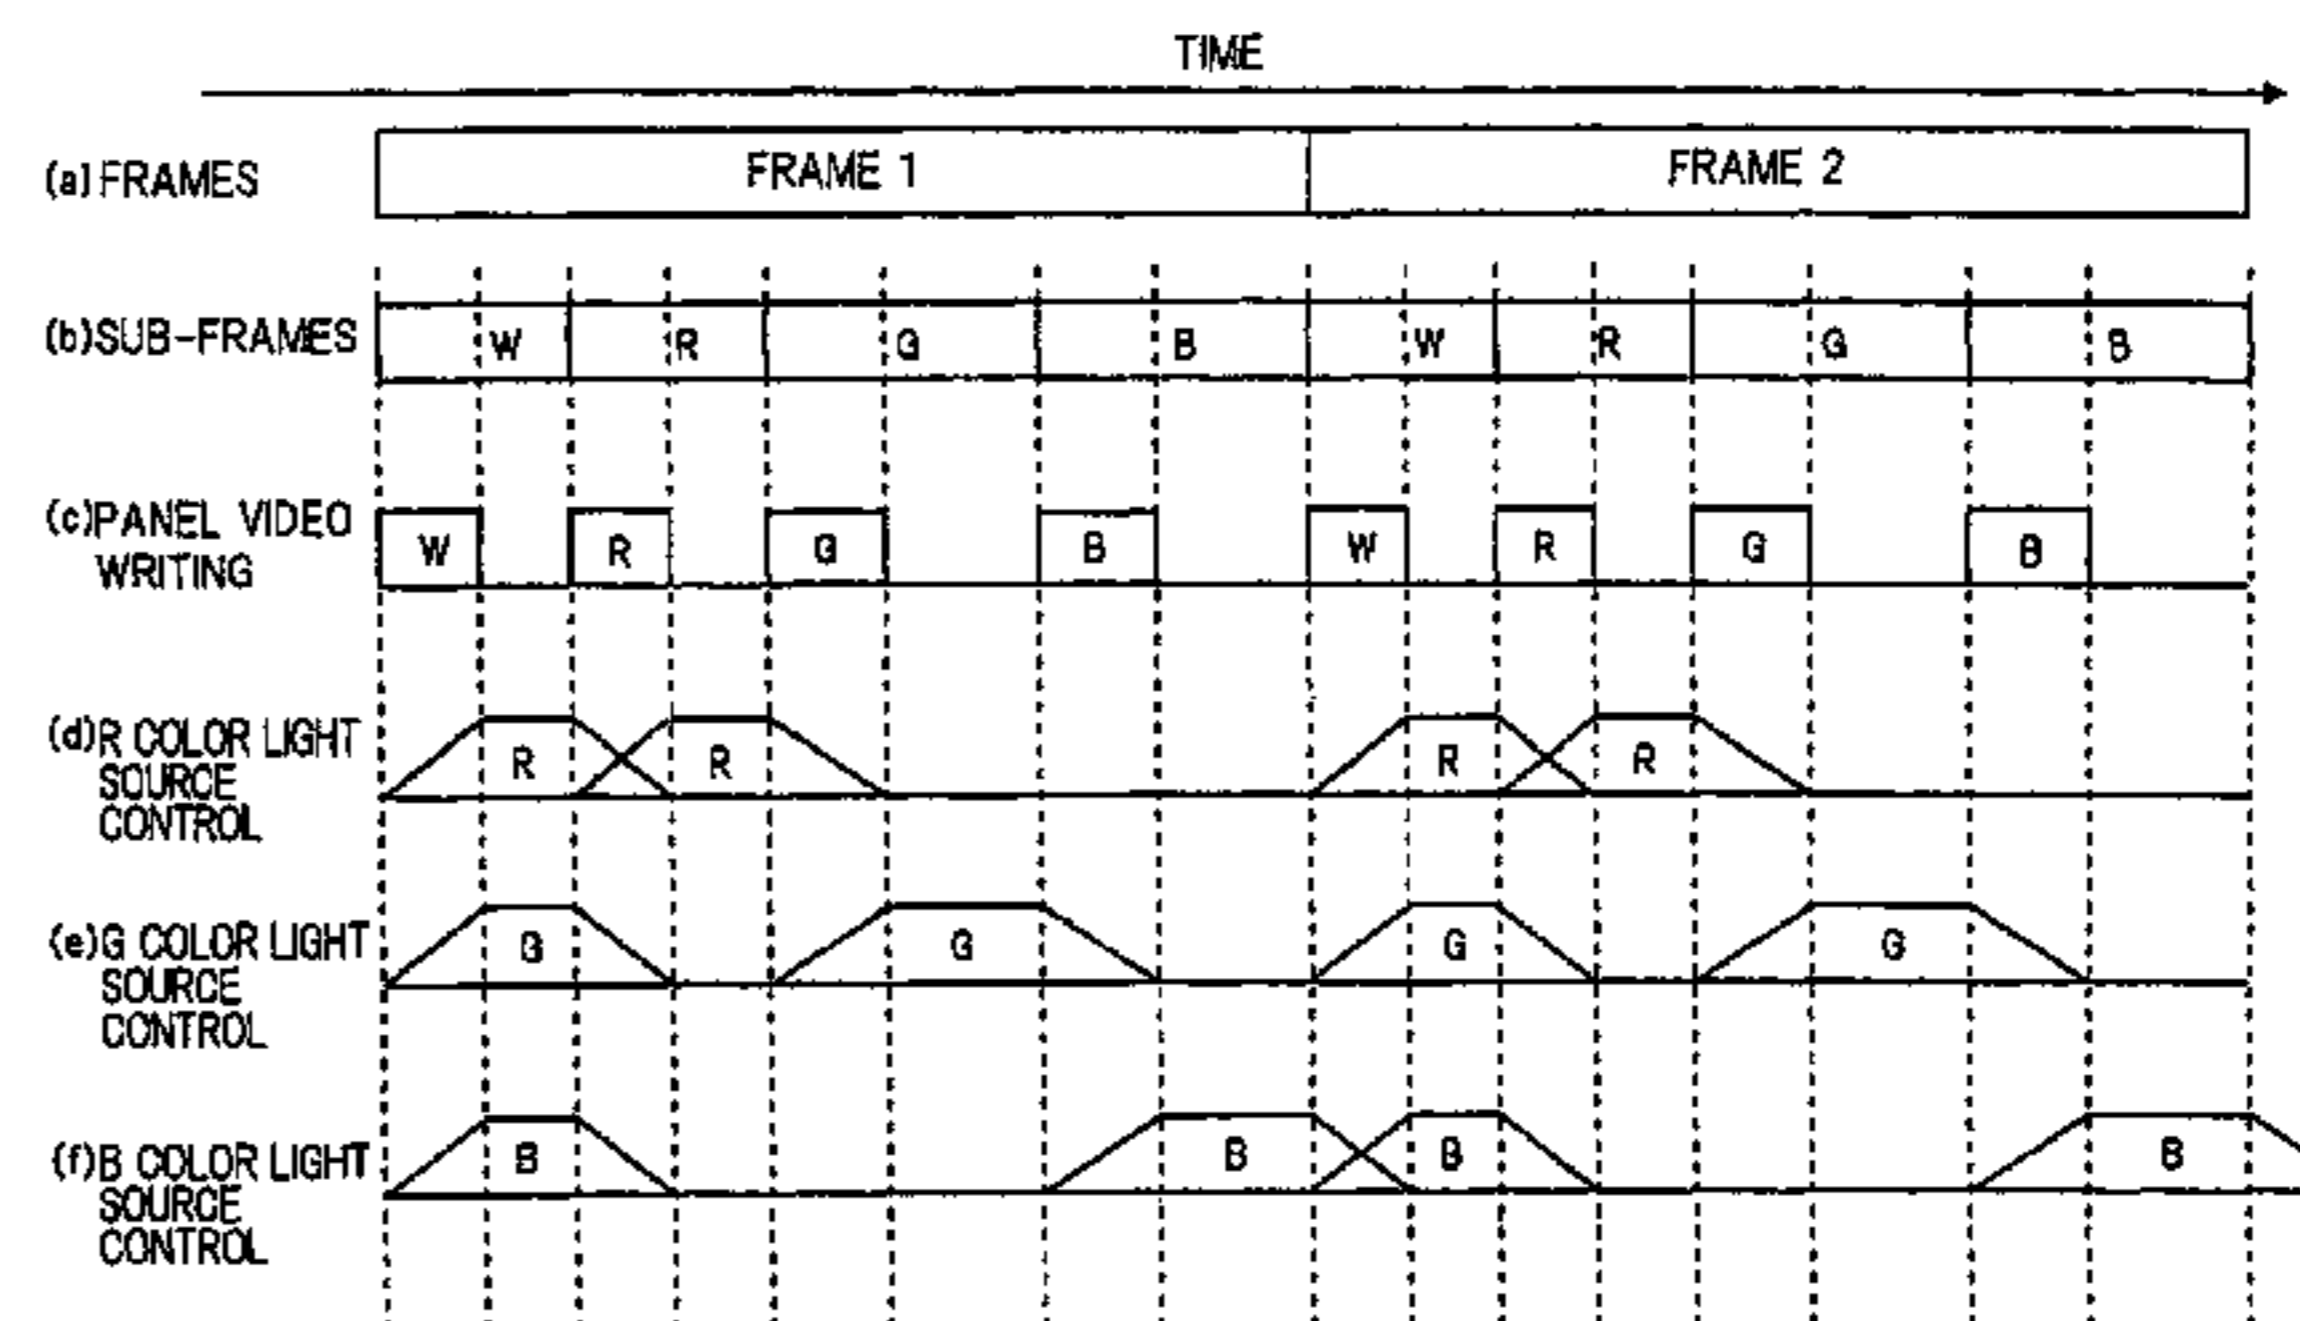 TIME
(a) FRAMES
FRAME 1
FRAME 2
(b) SUB-FRAMES
W R G B W R G B
(c) PANEL VIDEO
WRITING
W R G B W R G B
(d) R COLOR LIGHT
SOURCE
CONTROL
R R R R
(e) G COLOR LIGHT
SOURCE
CONTROL
G G G G
(f) B COLOR LIGHT
SOURCE
CONTROL
B B B B